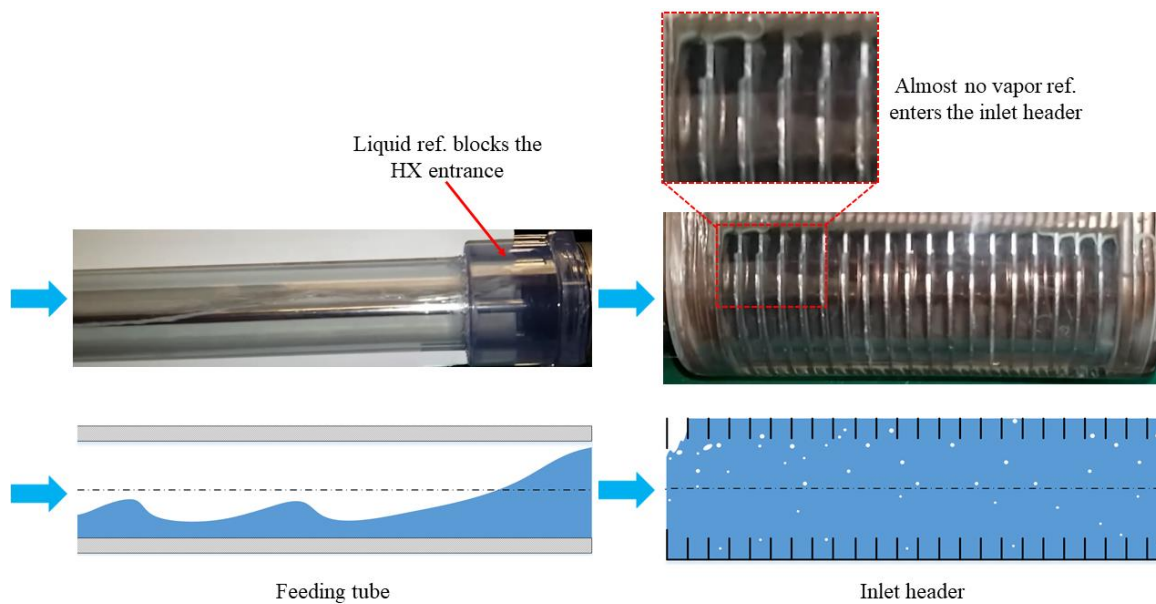 Almost no vapor ref.
enters the inlet header
Liquid ref. blocks the
HX entrance
Feeding tube
Inlet header